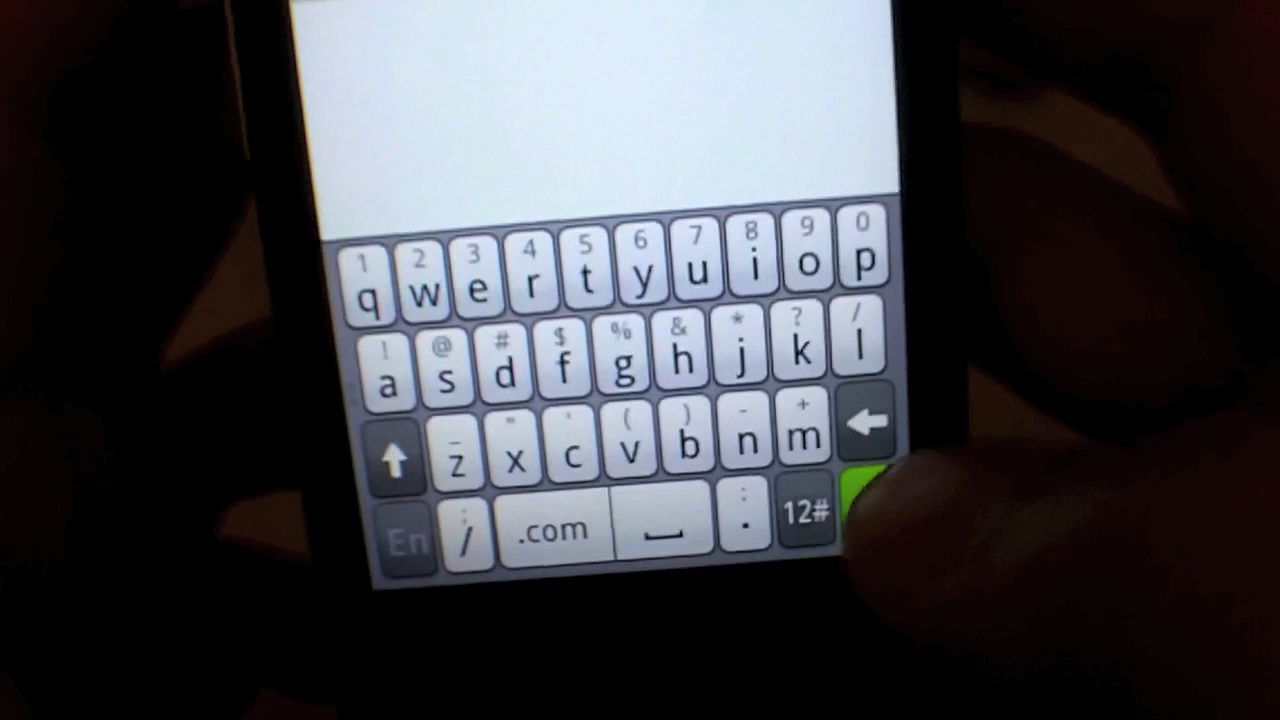 1 2 3 4 5 6 7 8 9 0
q w e r t y u i o p
! @ # $ % & * ? /
a s d f g h j k l
_ " ' ( ) - +
z x c v b n m
; :
En / .com . 12#